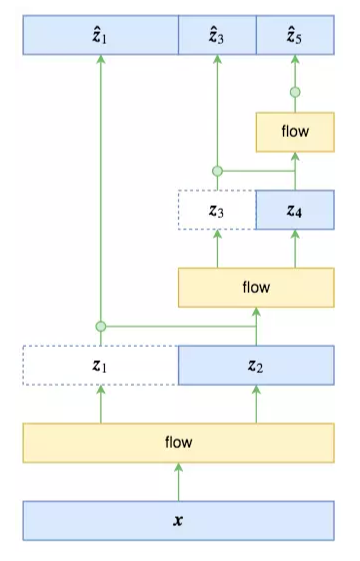 ẑ₁ ẑ₃ ẑ₅
flow
z₃ z₄
flow
z₁ z₂
flow
x